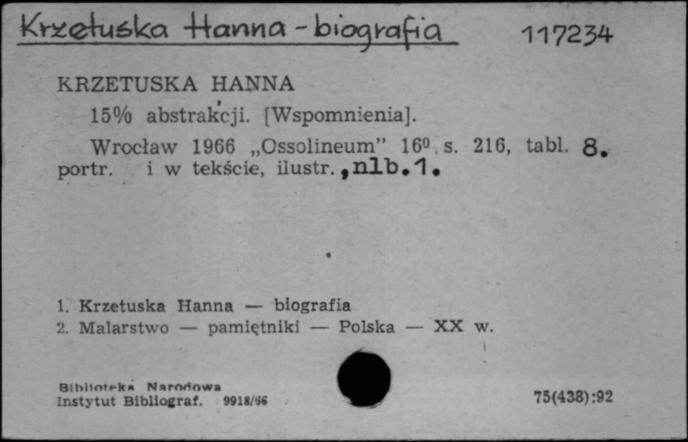 Krzętuska Hanna - biografia 117234
KRZETUSKA HANNA
15% abstrakcji. [Wspomnienia].
Wrocław 1966 „Ossolineum” 16⁰ s. 216, tabl. 8.
portr. i w tekście, ilustr., nlb. 1.
1. Krzetuska Hanna — biografia
2. Malarstwo — pamiętniki — Polska — XX w.
Biblioteka Narodowa
Instytut Bibliograf. 9918/66
75(438):92